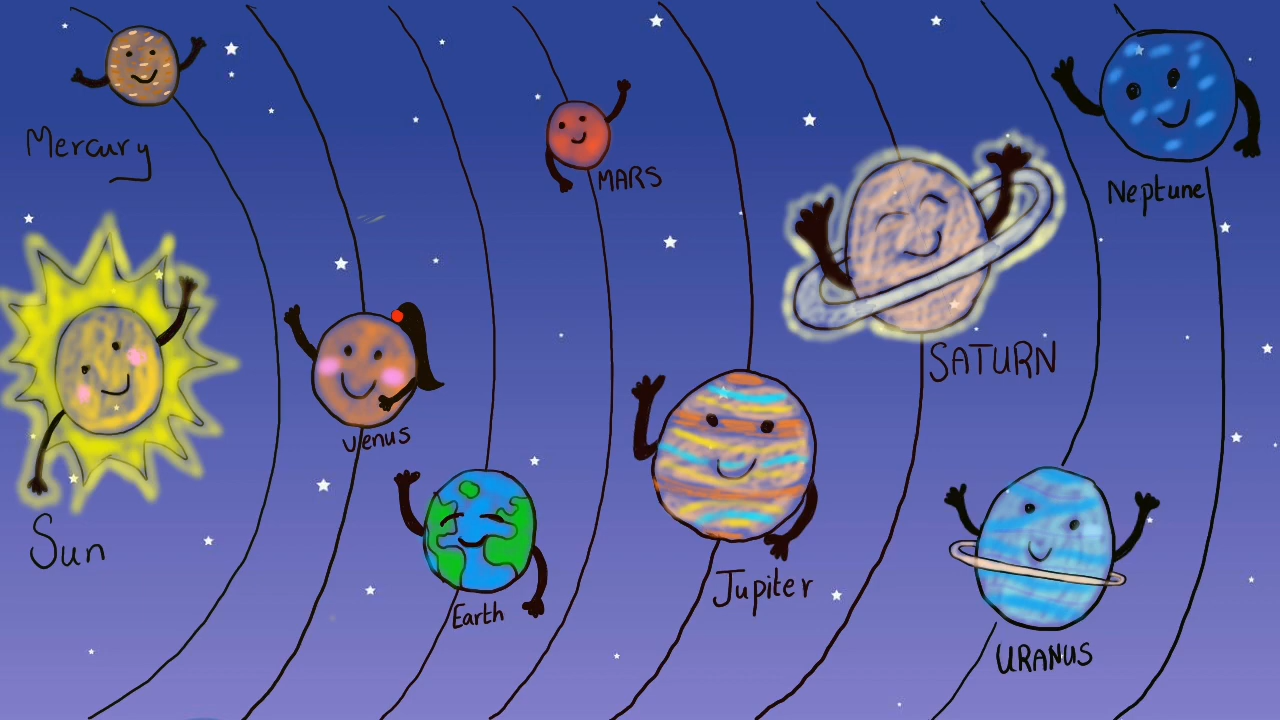 Mercury
Sun
Venus
Earth
MARS
Jupiter
SATURN
URANUS
Neptune